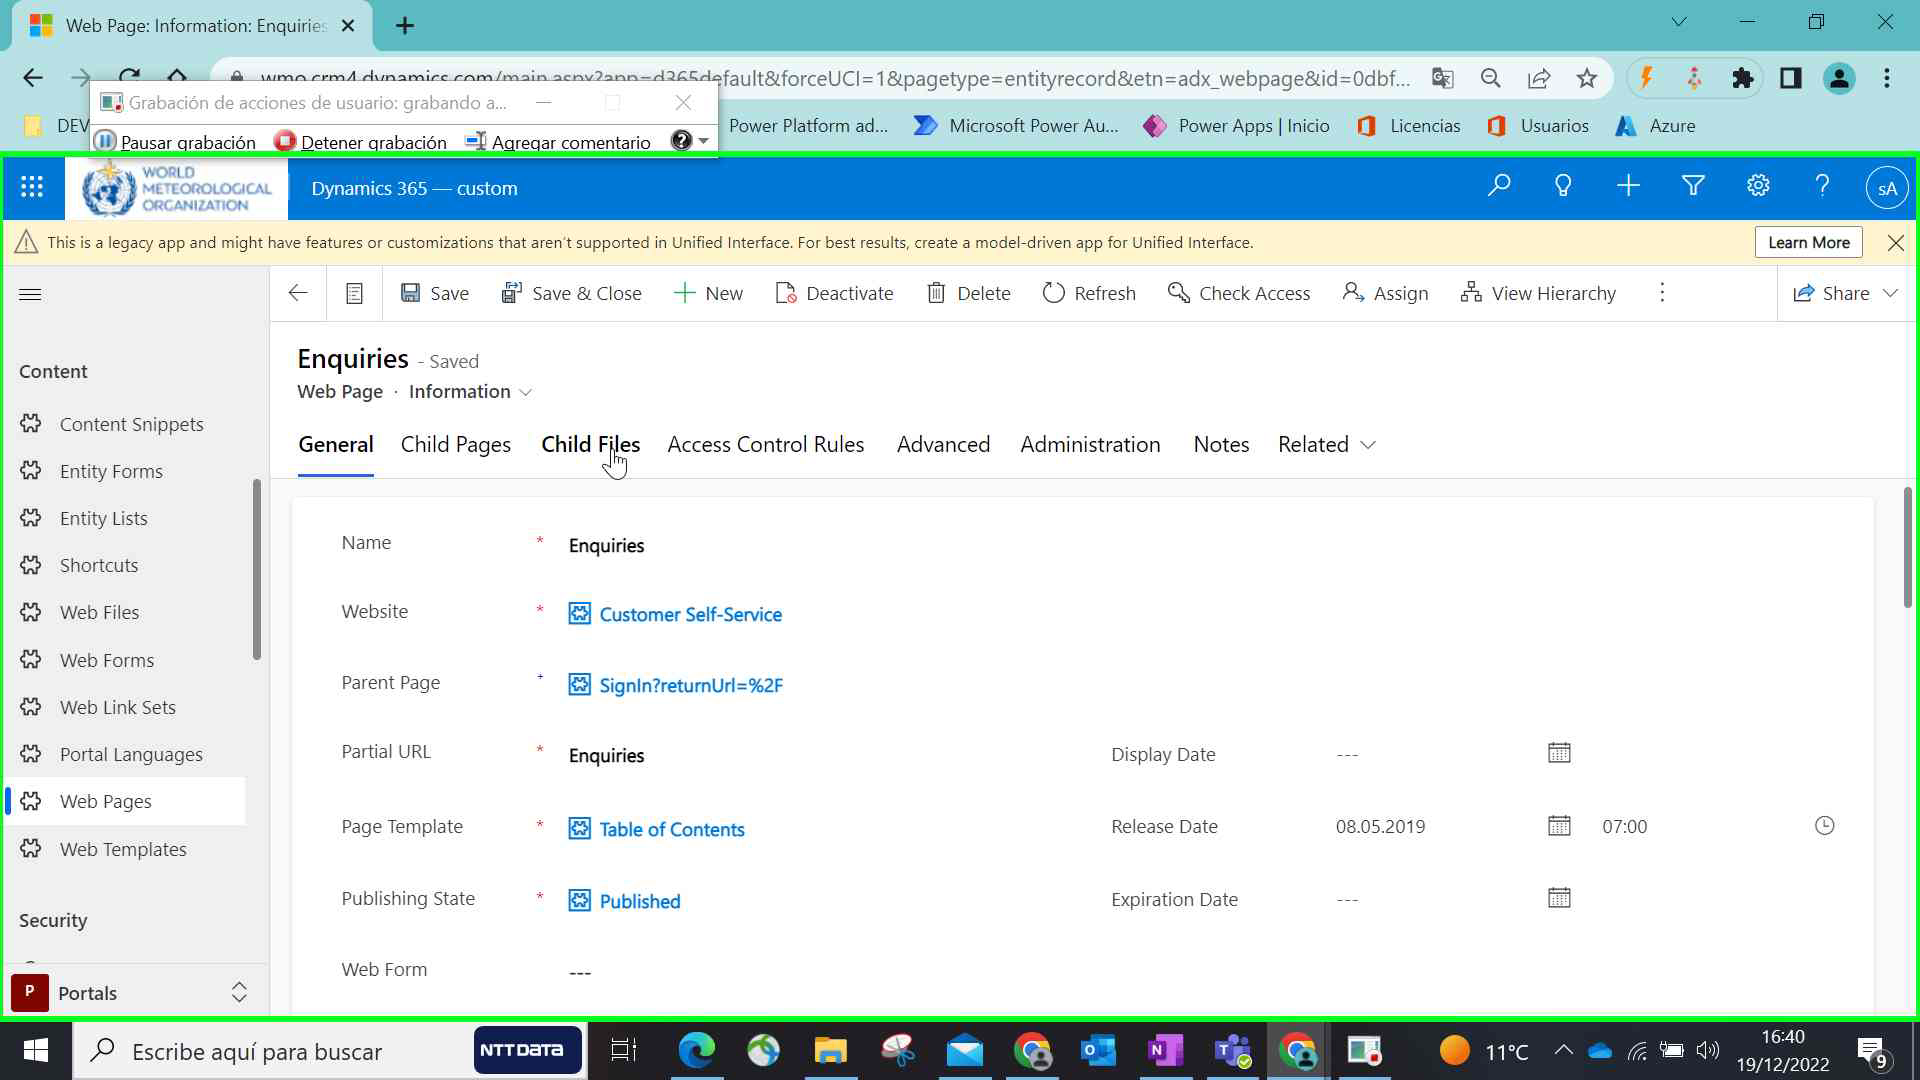 Web Page: Information: Enquiries
wmo.crm4.dynamics.com/main.aspx?app=d365default&forceUCI=1&pagetype=entityrecord&etn=adx_webpage&id=0dbf...
Grabación de acciones de usuario: grabando a...
Pausar grabación
Detener grabación
Agregar comentario
DEV
Power Platform ad...
Microsoft Power Au...
Power Apps | Inicio
Licencias
Usuarios
Azure
WORLD
METEOROLOGICAL
ORGANIZATION
Dynamics 365 — custom
sA
This is a legacy app and might have features or customizations that aren't supported in Unified Interface. For best results, create a model-driven app for Unified Interface.
Learn More
Save
Save & Close
New
Deactivate
Delete
Refresh
Check Access
Assign
View Hierarchy
Share
Enquiries - Saved
Web Page · Information
General
Child Pages
Child Files
Access Control Rules
Advanced
Administration
Notes
Related
Content
Content Snippets
Entity Forms
Entity Lists
Shortcuts
Web Files
Web Forms
Web Link Sets
Portal Languages
Web Pages
Web Templates
Security
P Portals
Name * Enquiries
Website * Customer Self-Service
Parent Page + SignIn?returnUrl=%2F
Partial URL * Enquiries
Display Date ---
Page Template * Table of Contents
Release Date 08.05.2019 07:00
Publishing State * Published
Expiration Date ---
Web Form ---
Escribe aquí para buscar
NTT DATA
11°C
16:40
19/12/2022
9